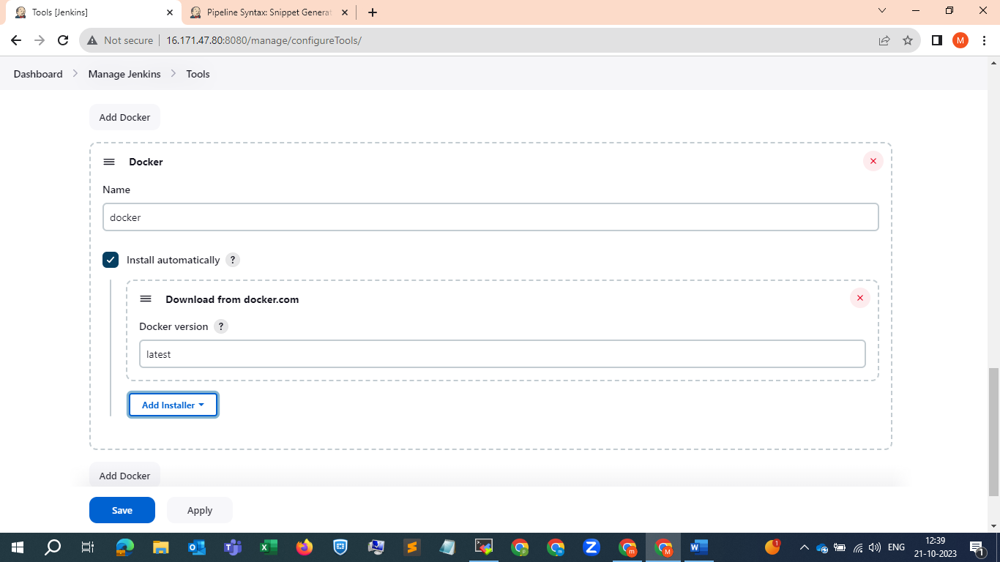 Tools [Jenkins]
Pipeline Syntax: Snippet Generat
Not secure
16.171.47.80:8080/manage/configureTools/
M
Dashboard
Manage Jenkins
Tools
Add Docker
Docker
Name
docker
Install automatically ?
Download from docker.com
Docker version ?
latest
Add Installer
Add Docker
Save
Apply
ENG
12:39
21-10-2023